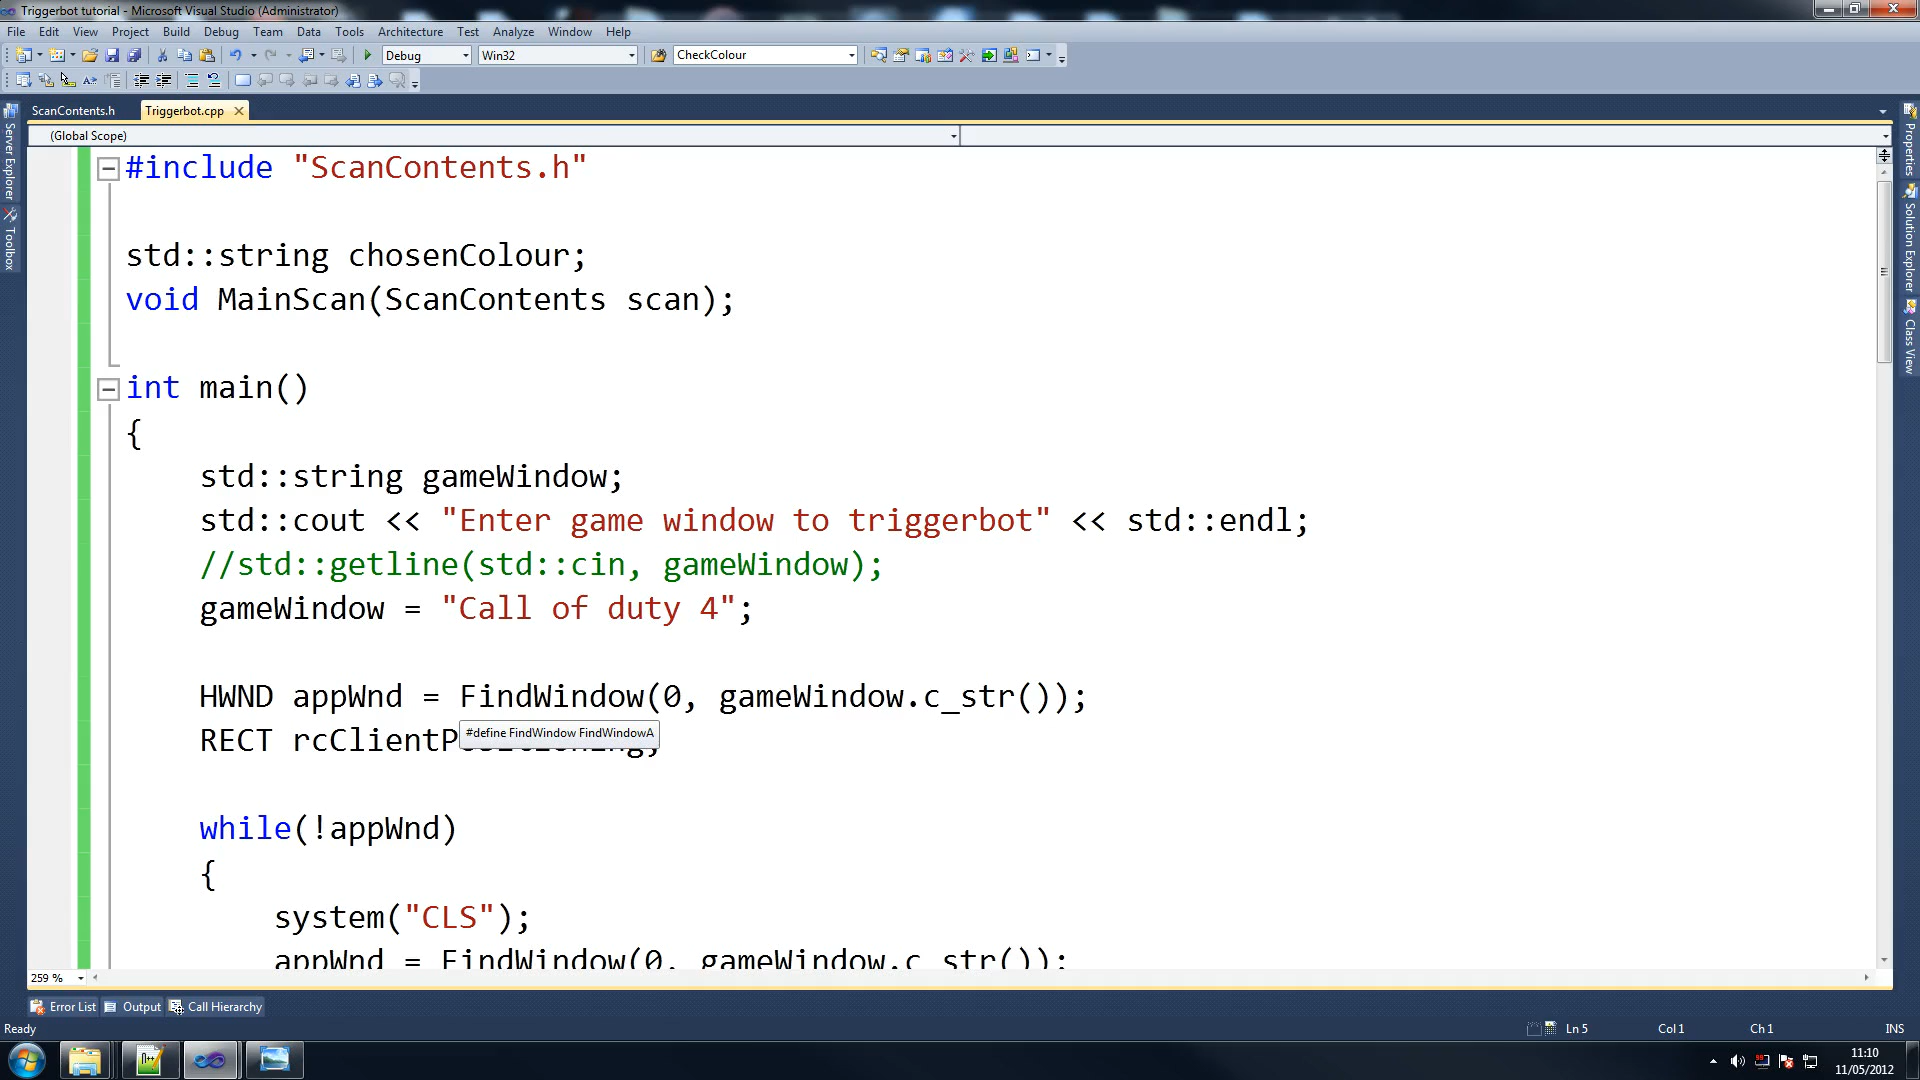 Triggerbot tutorial - Microsoft Visual Studio (Administrator)
File Edit View Project Build Debug Team Data Tools Architecture Test Analyze Window Help
Debug Win32 CheckColour
ScanContents.h Triggerbot.cpp
(Global Scope)
#include "ScanContents.h"
std::string chosenColour;
void MainScan(ScanContents scan);
int main()
{
std::string gameWindow;
std::cout << "Enter game window to triggerbot" << std::endl;
//std::getline(std::cin, gameWindow);
gameWindow = "Call of duty 4";
HWND appWnd = FindWindow(0, gameWindow.c_str());
RECT rcClientP
#define FindWindow FindWindowA
while(!appWnd)
{
system("CLS");
appWnd = FindWindow(0, gameWindow.c_str());
259 %
Error List Output Call Hierarchy
Ready Ln 5 Col 1 Ch 1 INS
11:10
11/05/2012
Server Explorer
Toolbox
Properties
Solution Explorer
Class View